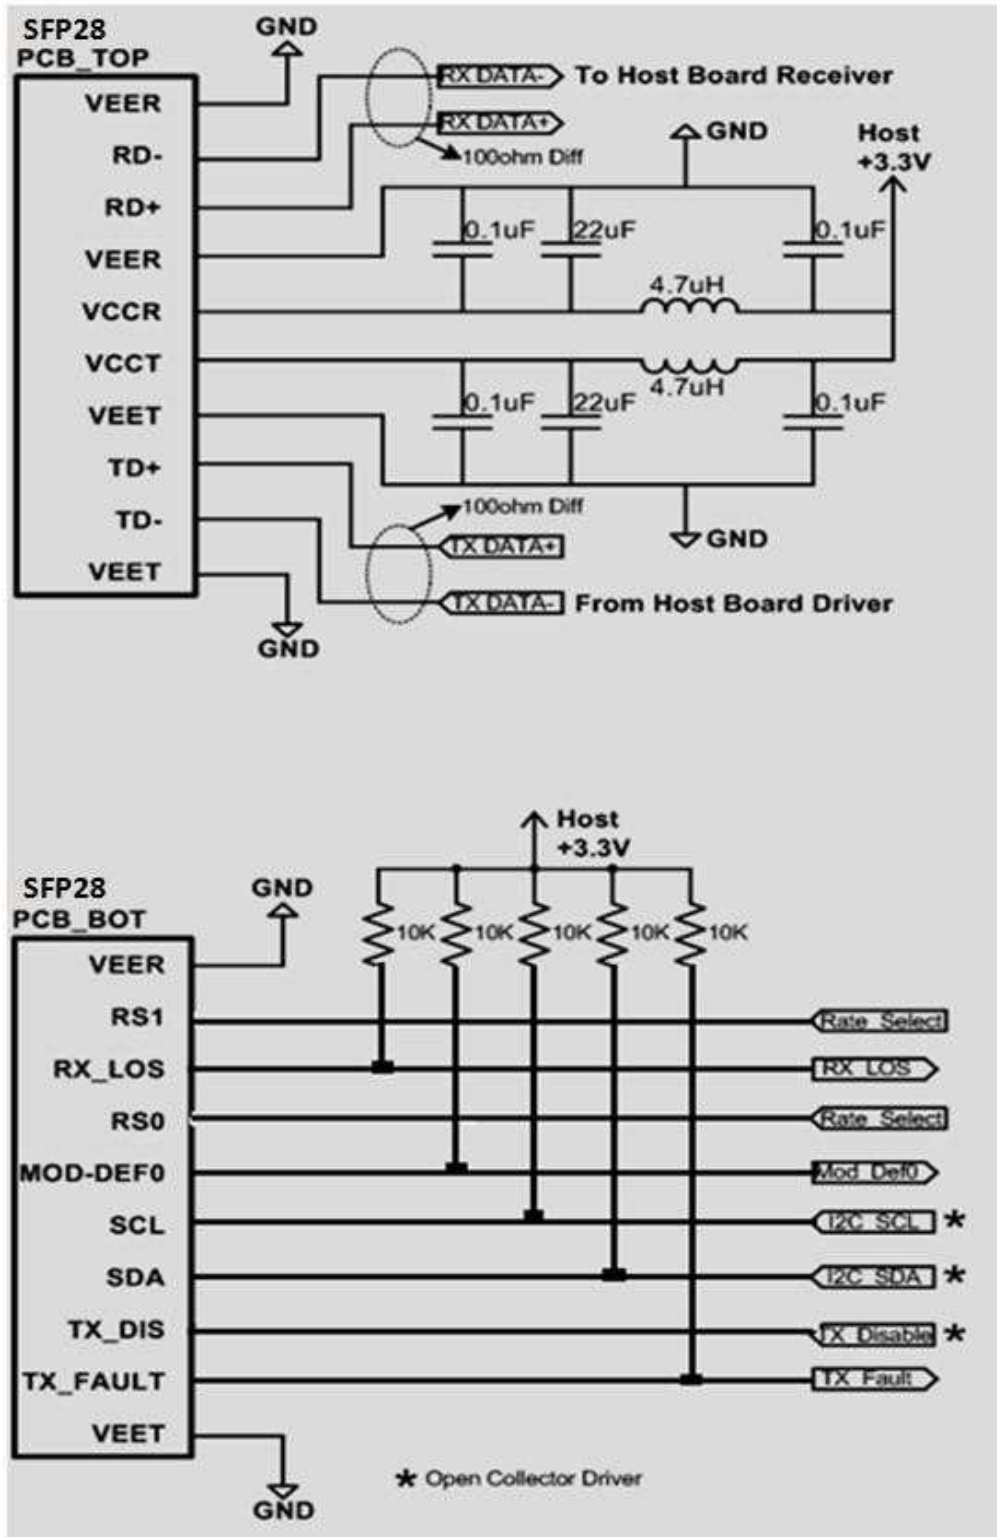 SFP28
PCB_TOP
GND
VEER
RD-
RD+
VEER
VCCR
VCCT
VEET
TD+
TD-
VEET
GND
RX DATA- To Host Board Receiver
RX DATA+
100ohm Diff
GND
Host
+3.3V
0.1uF
22uF
0.1uF
4.7uH
4.7uH
0.1uF
22uF
0.1uF
100ohm Diff
GND
TX DATA+
TX DATA- From Host Board Driver
Host
+3.3V
SFP28
PCB_BOT
GND
10K 10K 10K 10K 10K
VEER
RS1 Rate Select
RX_LOS RX LOS
RS0 Rate Select
MOD-DEF0 Mod Def0
SCL I2C SCL *
SDA I2C SDA *
TX_DIS TX Disable *
TX_FAULT TX Fault
VEET
GND
* Open Collector Driver